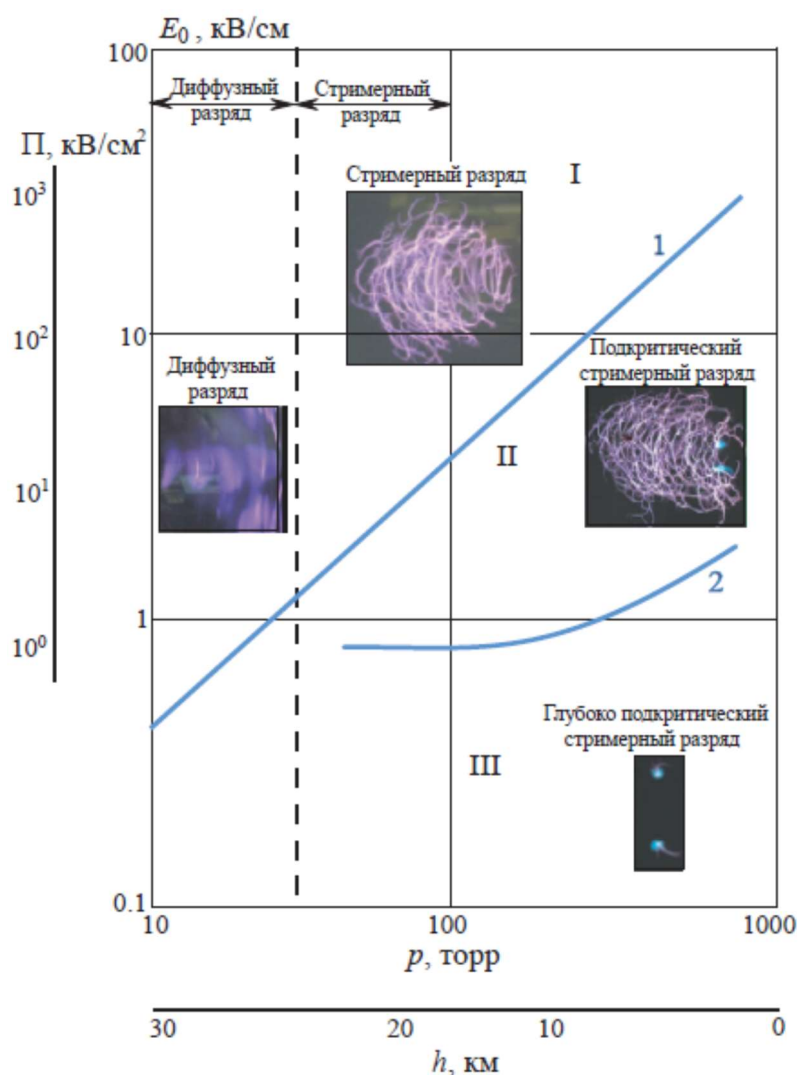 E₀ , кВ/см
100
Диффузный
разряд
Стримерный
разряд
П, кВ/см²
10³
Стримерный разряд
I
1
10²
10
Диффузный
разряд
Подкритический
стримерный разряд
II
10¹
2
1
10⁰
Глубоко подкритический
стримерный разряд
III
0.1
10
100
1000
p, торр
30
20
10
0
h, км